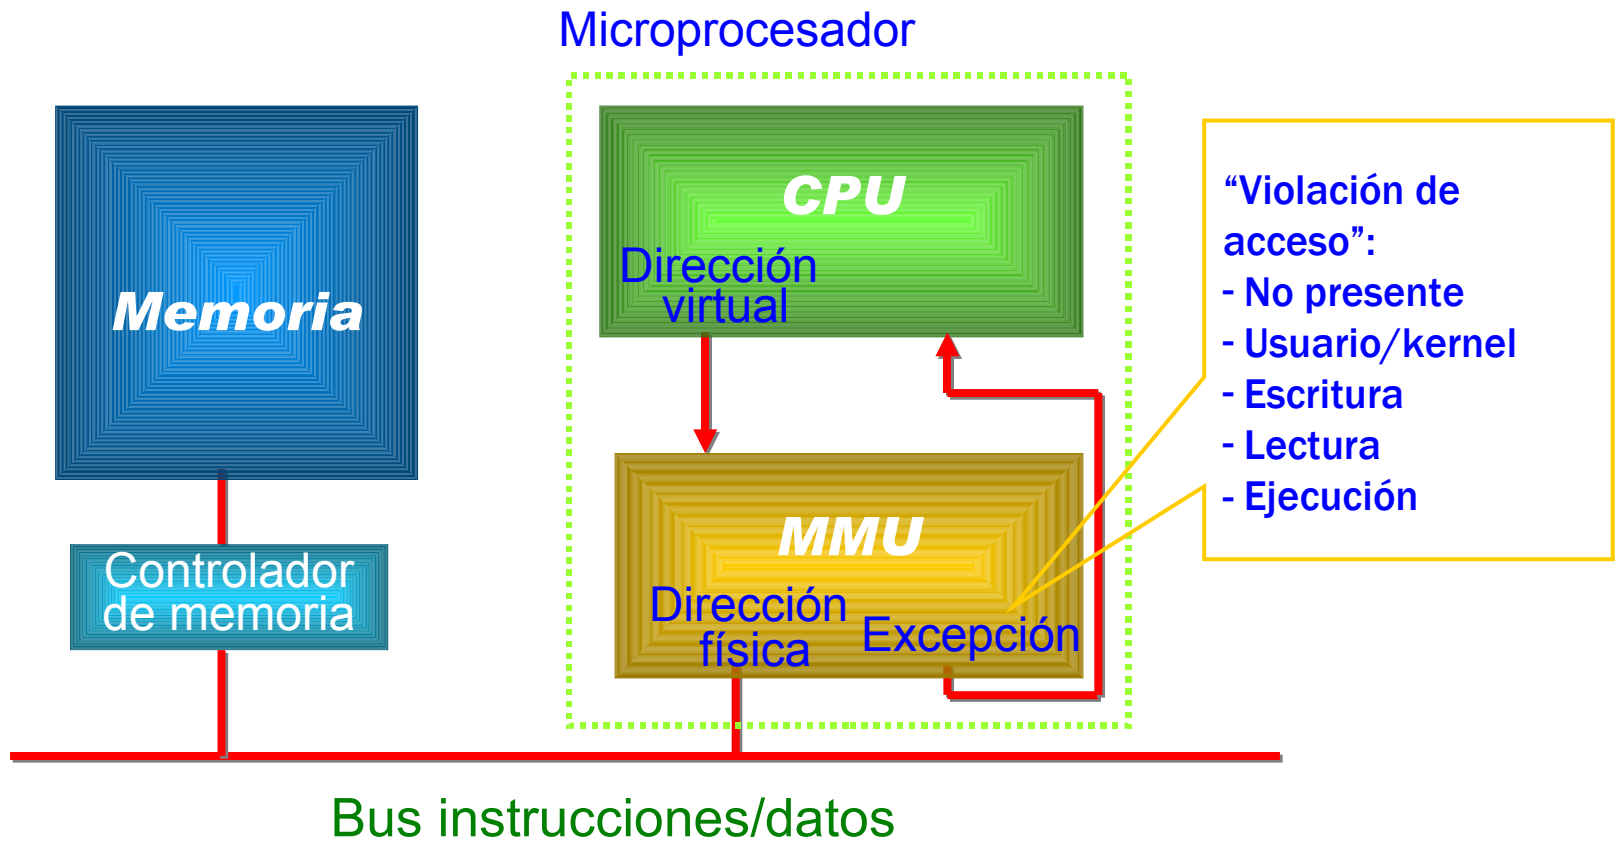 Microprocesador
Memoria
Controlador
de memoria
CPU
Dirección
virtual
MMU
Dirección
física
Excepción
“Violación de
acceso”:
- No presente
- Usuario/kernel
- Escritura
- Lectura
- Ejecución
Bus instrucciones/datos